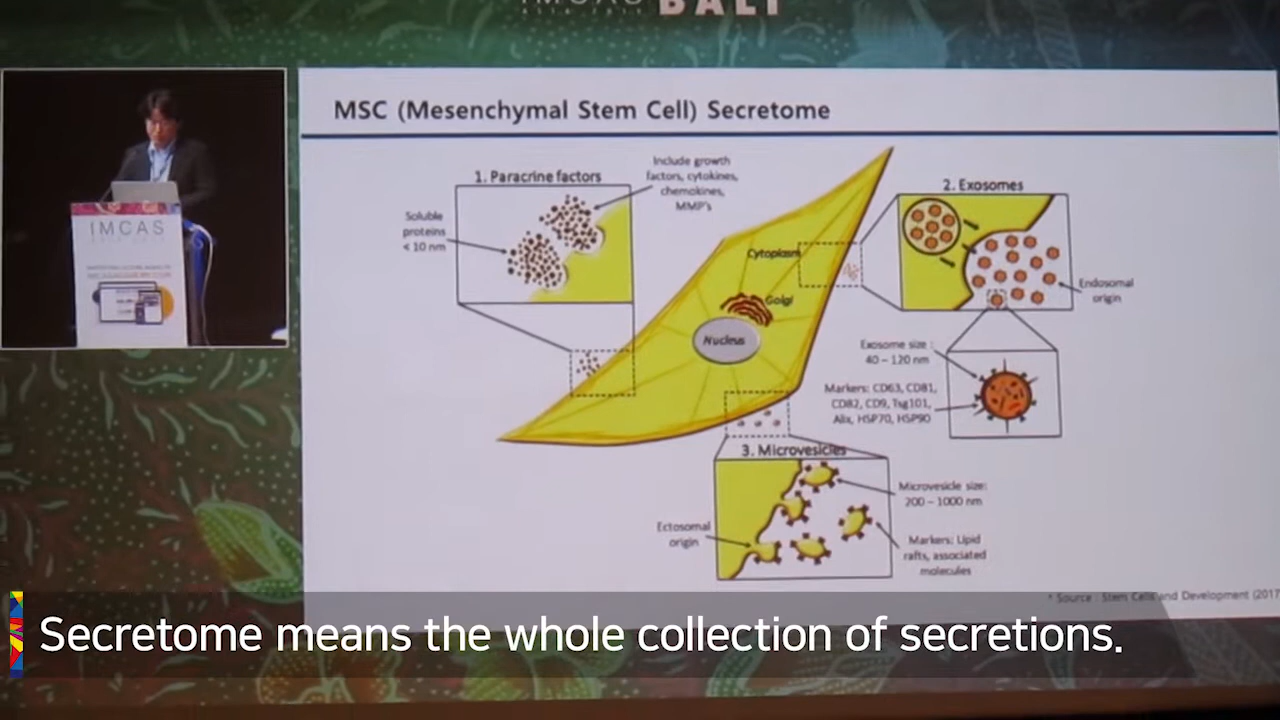 BALI
MSC (Mesenchymal Stem Cell) Secretome
1. Paracrine factors
Include growth
factors, cytokines,
chemokines,
MMP's
Soluble
proteins
< 10 nm
2. Exosomes
Cytoplasm
Golgi
Nucleus
Endosomal
origin
Exosome size :
40 – 120 nm
Markers: CD63, CD81,
CD82, CD9, Tsg101,
Alix, HSP70, HSP90
3. Microvesicles
Microvesicle size:
200 – 1000 nm
Ectosomal
origin
Markers: Lipid
rafts, associated
molecules
* Source : Stem Cells and Development (2017
IMCAS
Secretome means the whole collection of secretions.